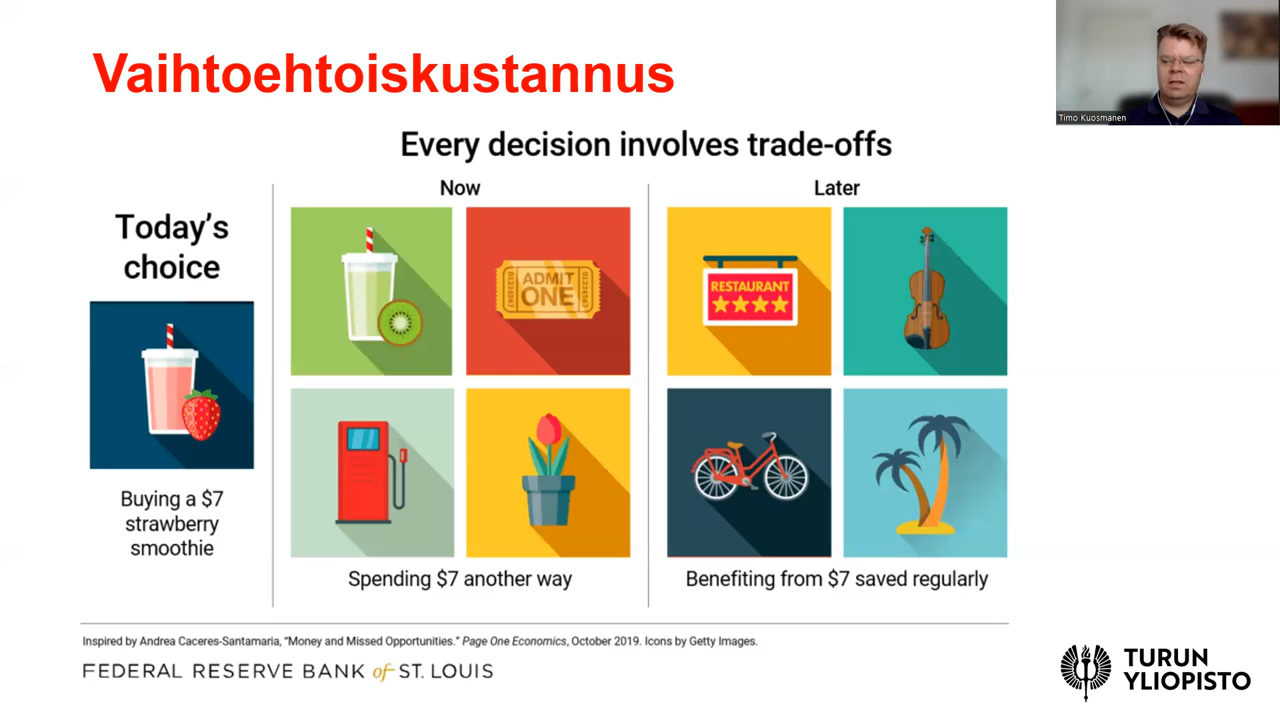 Vaihtoehtoiskustannus
Timo Kuosmanen
Every decision involves trade-offs
Today’s
choice
Buying a $7
strawberry
smoothie
Now
ADMIT
ONE
Spending $7 another way
Later
RESTAURANT
Benefiting from $7 saved regularly
Inspired by Andrea Caceres-Santamaria, “Money and Missed Opportunities.” Page One Economics, October 2019. Icons by Getty Images.
FEDERAL RESERVE BANK of ST. LOUIS
TURUN
YLIOPISTO